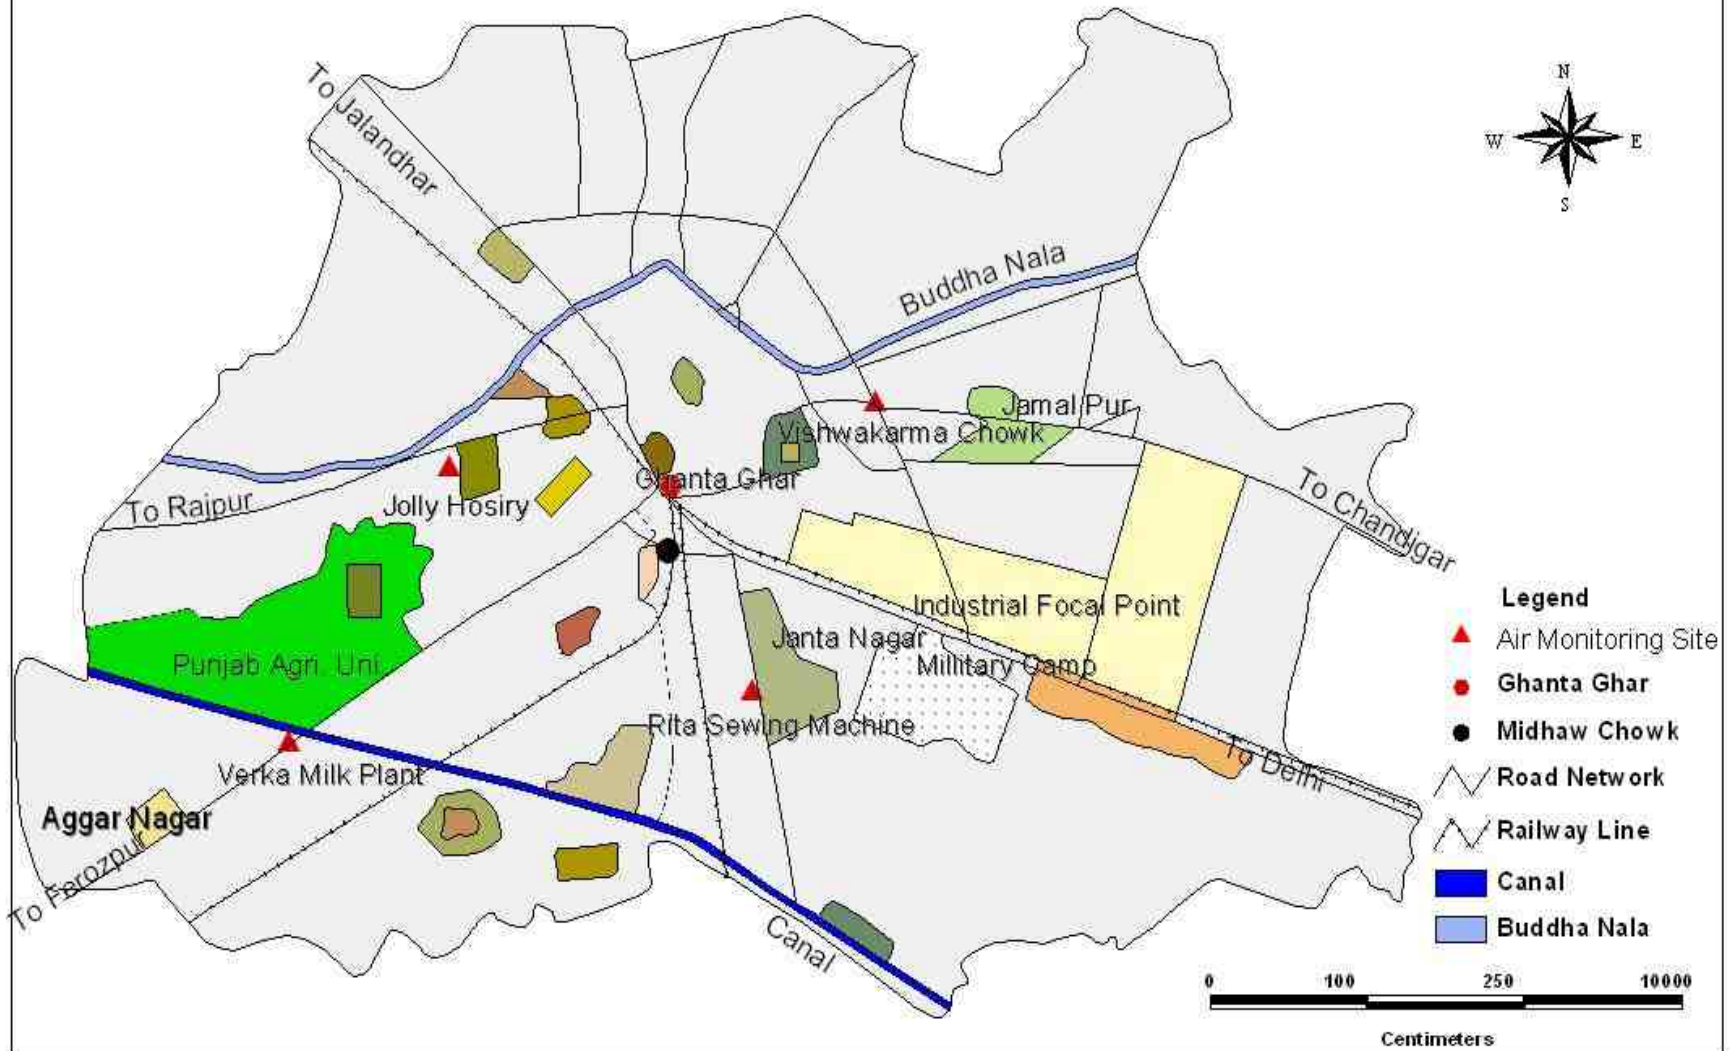 N
W E
S
To Jalandhar
Buddha Nala
Jamal Pur
Vishwakarma Chowk
Ghanta Ghar
To Rajpur
Jolly Hosiry
To Chandigar
Industrial Focal Point
Janta Nagar
Millitary Camp
Punjab Agri. Uni.
Rita Sewing Machine
To Delhi
Verka Milk Plant
Aggar Nagar
To Ferozpur
Canal
Legend
Air Monitoring Site
Ghanta Ghar
Midhaw Chowk
Road Network
Railway Line
Canal
Buddha Nala
0 100 250 10000
Centimeters